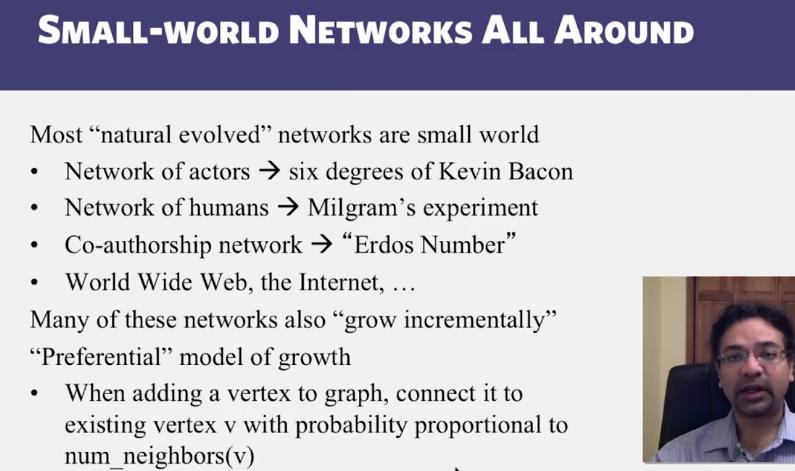 SMALL-WORLD NETWORKS ALL AROUND
Most “natural evolved” networks are small world
• Network of actors → six degrees of Kevin Bacon
• Network of humans → Milgram’s experiment
• Co-authorship network → “Erdos Number”
• World Wide Web, the Internet, …
Many of these networks also “grow incrementally”
“Preferential” model of growth
• When adding a vertex to graph, connect it to
existing vertex v with probability proportional to
num_neighbors(v)